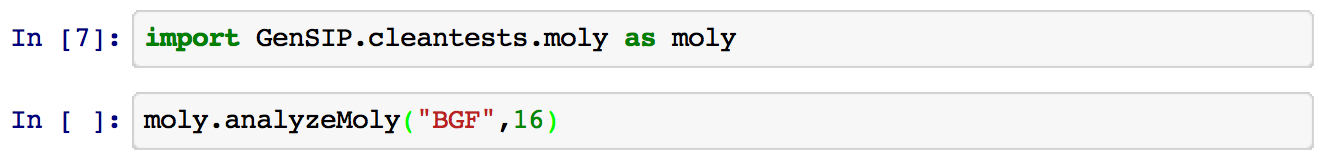 In [7]: import GenSIP.cleantests.moly as moly
In [ ]: moly.analyzeMoly("BGF",16)